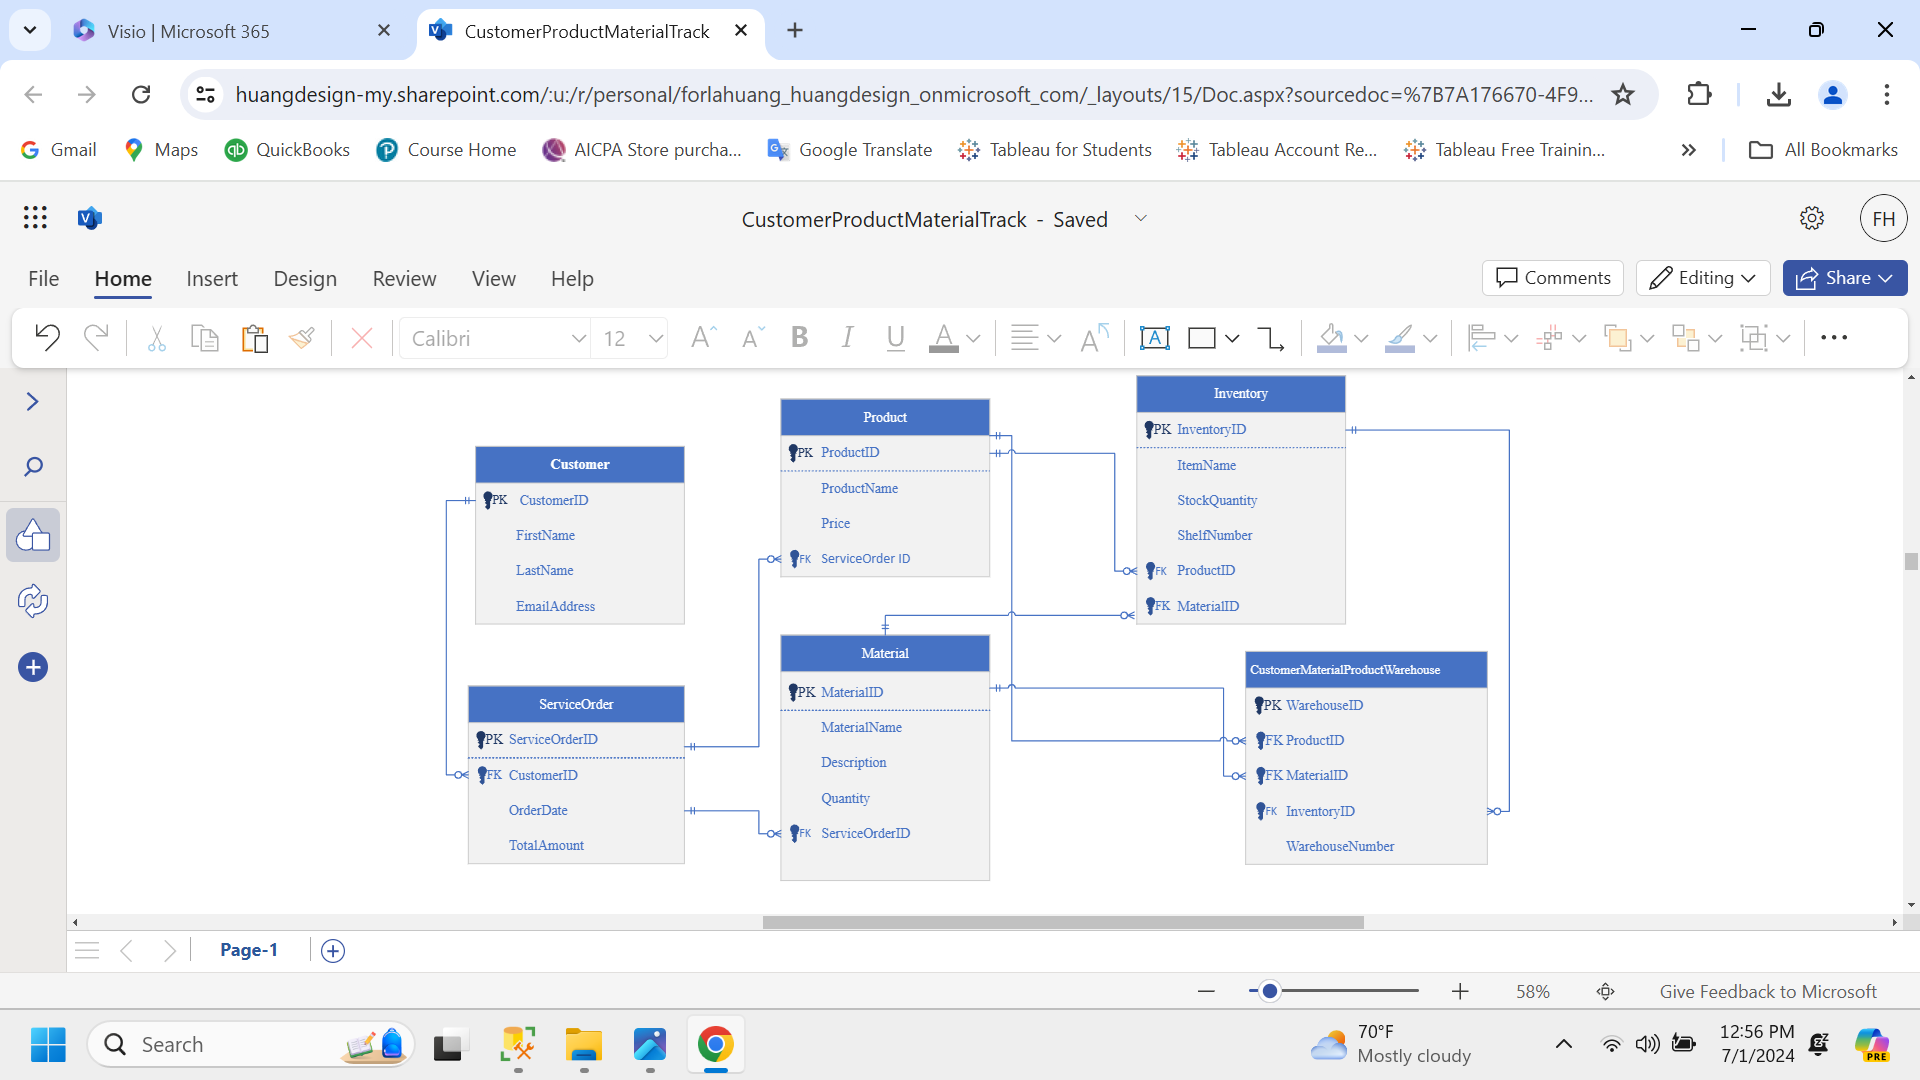 Visio | Microsoft 365
CustomerProductMaterialTrack
huangdesign-my.sharepoint.com/:u:/r/personal/forlahuang_huangdesign_onmicrosoft_com/_layouts/15/Doc.aspx?sourcedoc=%7B7A176670-4F9...
Gmail
Maps
QuickBooks
Course Home
AICPA Store purcha...
Google Translate
Tableau for Students
Tableau Account Re...
Tableau Free Trainin...
All Bookmarks
CustomerProductMaterialTrack - Saved
FH
File
Home
Insert
Design
Review
View
Help
Comments
Editing
Share
Calibri
12
Customer
PK CustomerID
FirstName
LastName
EmailAddress
ServiceOrder
PK ServiceOrderID
FK CustomerID
OrderDate
TotalAmount
Product
PK ProductID
ProductName
Price
FK ServiceOrder ID
Material
PK MaterialID
MaterialName
Description
Quantity
FK ServiceOrderID
Inventory
PK InventoryID
ItemName
StockQuantity
ShelfNumber
FK ProductID
FK MaterialID
CustomerMaterialProductWarehouse
PK WarehouseID
FK ProductID
FK MaterialID
FK InventoryID
WarehouseNumber
Page-1
58%
Give Feedback to Microsoft
Search
70°F
Mostly cloudy
12:56 PM
7/1/2024
PRE